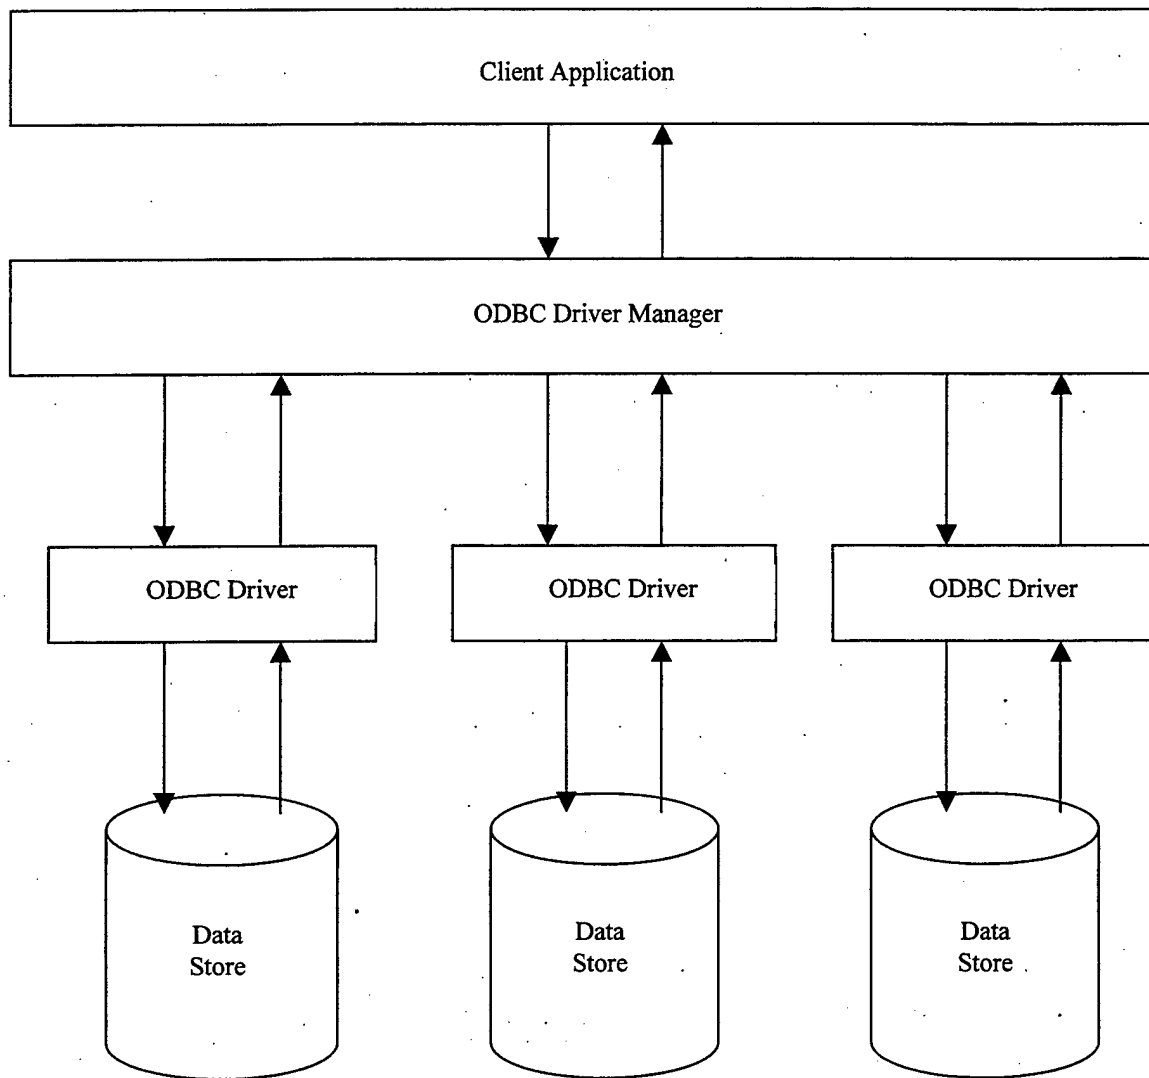 Client Application
ODBC Driver Manager
ODBC Driver
ODBC Driver
ODBC Driver
Data
Store
Data
Store
Data
Store